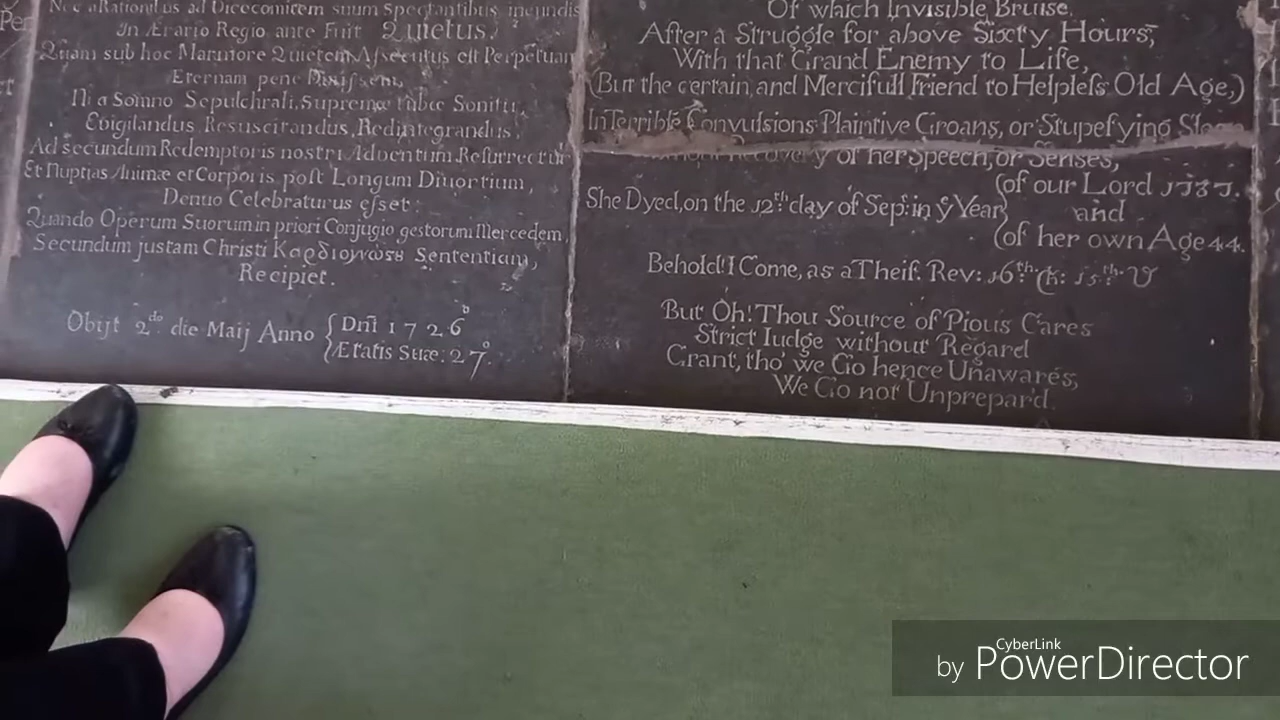 Per
Nec a Rationibus ad Vicecomitem suum Spectantibus ineundis
In Ærario Regio ante Fuit Quietus.
Quam sub hoc Marmore Quietem Assecutus est Perpetuam
Eternam pene
Ni a Somno Sepulchrali, Supremæ tubæ Sonitu,
Evigilandus, Resuscitandus, Redintegrandus.
Ad secundum Redemptoris nostri Adventum Resurrectur
Et Nuptias Animæ et Corporis post Longum Divortium,
Denuo Celebraturus esset:
Quando Operum Suorum in priori Conjugio gestorum Mercedem
Secundum justam Christi Καρδιογνώσȣ Sententiam,
Recipiet.
Obijt 2do. die Maij Anno { Dni 1726o
Ætatis Suæ: 27o.
Of which Invisible Bruise.
After a Struggle for above Sixty Hours,
With that Grand Enemy to Life,
(But the certain, and Mercifull Friend to Helpless Old Age,)
In Terrible Convulsions Plaintive Groans, or Stupefying
Recovery of her Speech, or Senses,
She Dyed, on the 12th: day of Sep: in ye Year { of our Lord 1737.
and
of her own Age 44.
Behold! I Come, as a Theif. Rev: 16th. Ch: 15th. V
But Oh! Thou Source of Pious Cares
Strict Iudge without Regard
Grant, tho' we Go hence Unawares,
We Go not Unprepard.
by CyberLink PowerDirector